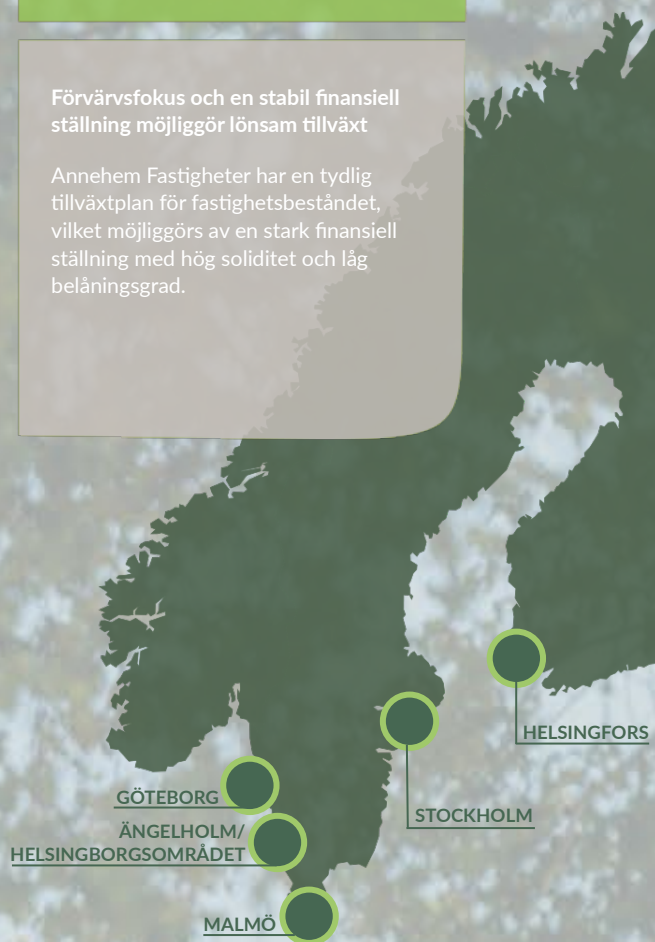 Förvärvsfokus och en stabil finansiell
ställning möjliggör lönsam tillväxt
Annehem Fastigheter har en tydlig
tillväxtplan för fastighetsbeståndet,
vilket möjliggörs av en stark finansiell
ställning med hög soliditet och låg
belåningsgrad.
HELSINGFORS
GÖTEBORG
STOCKHOLM
ÄNGELHOLM/
HELSINGBORGSOMRÅDET
MALMÖ